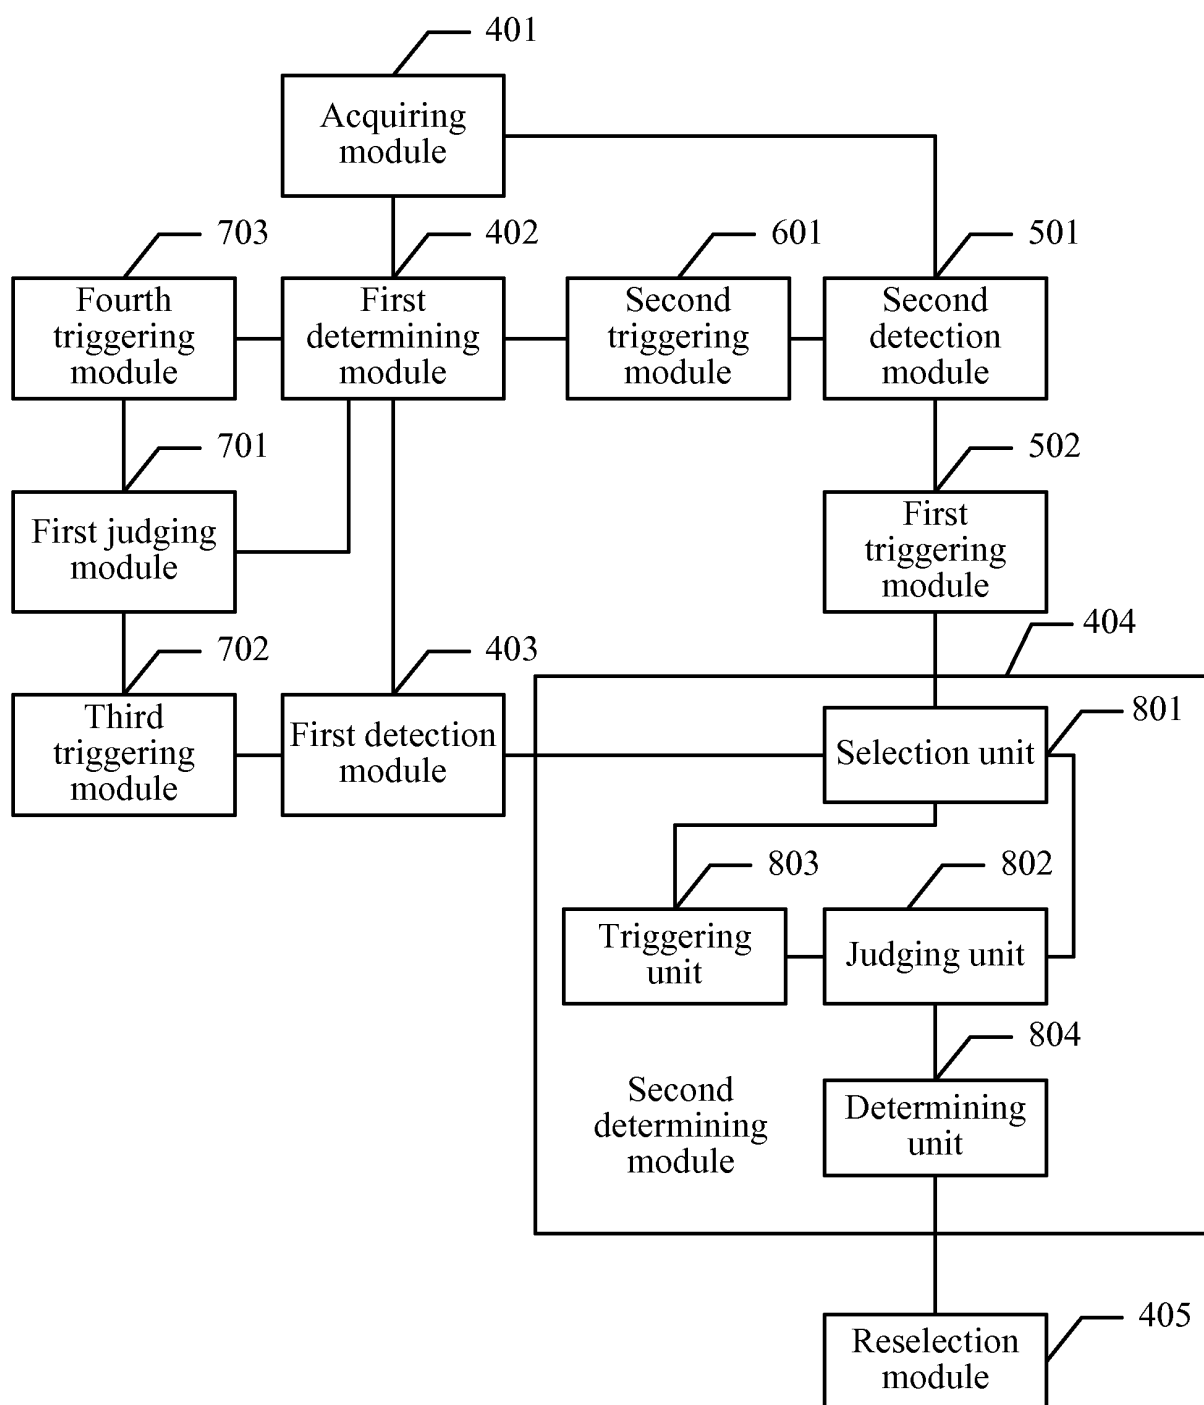 401
Acquiring
module
703
402
601
501
Fourth
triggering
module
First
determining
module
Second
triggering
module
Second
detection
module
701
502
First judging
module
First
triggering
module
702
403
404
Third
triggering
module
First detection
module
801
Selection unit
803
802
Triggering
unit
Judging unit
804
Second
determining
module
Determining
unit
405
Reselection
module